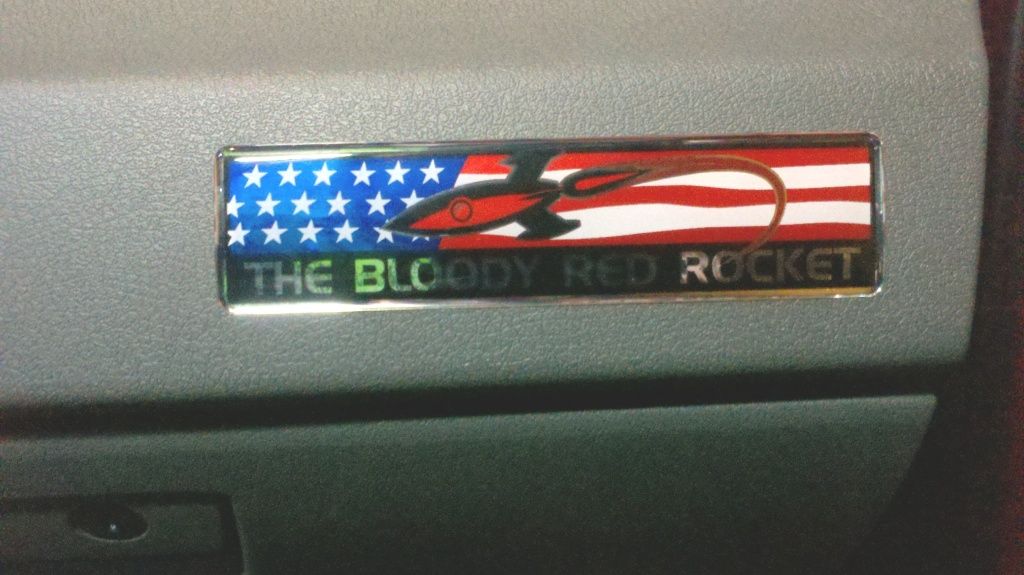 THE BLOODY RED ROCKET